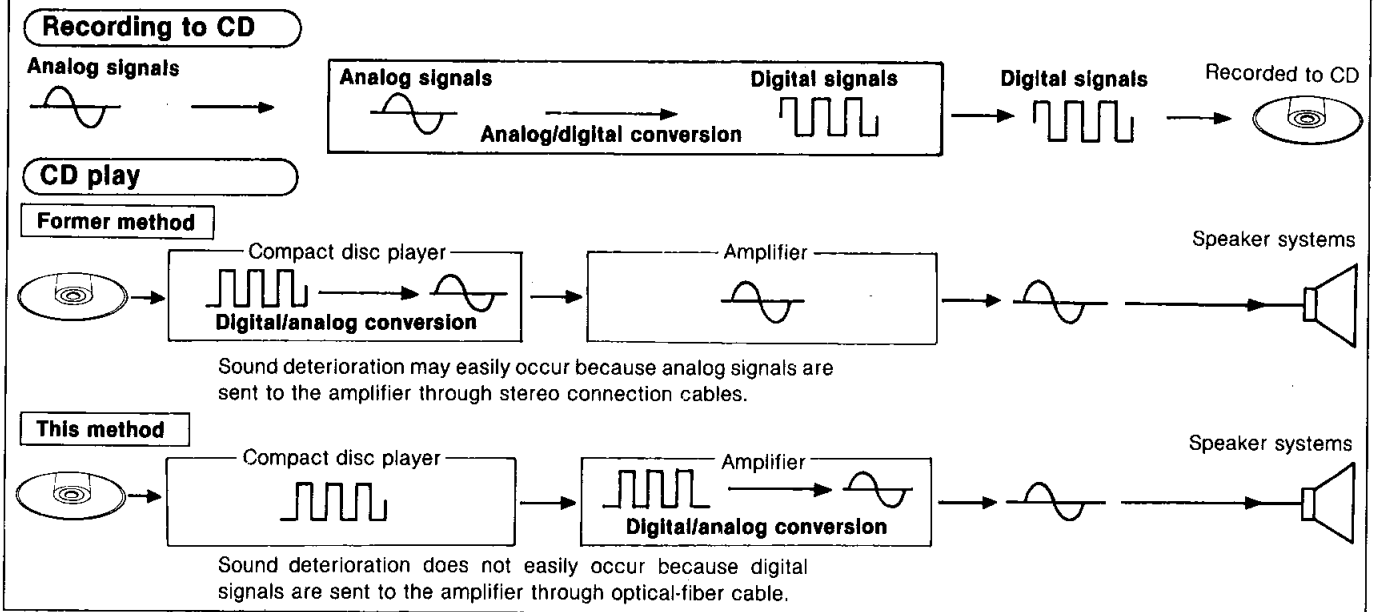 Recording to CD
Analog signals
Analog signals
Digital signals
Analog/digital conversion
Digital signals
Recorded to CD
CD play
Former method
Compact disc player
Digital/analog conversion
Amplifier
Speaker systems
Sound deterioration may easily occur because analog signals are
sent to the amplifier through stereo connection cables.
This method
Compact disc player
Amplifier
Digital/analog conversion
Speaker systems
Sound deterioration does not easily occur because digital
signals are sent to the amplifier through optical-fiber cable.